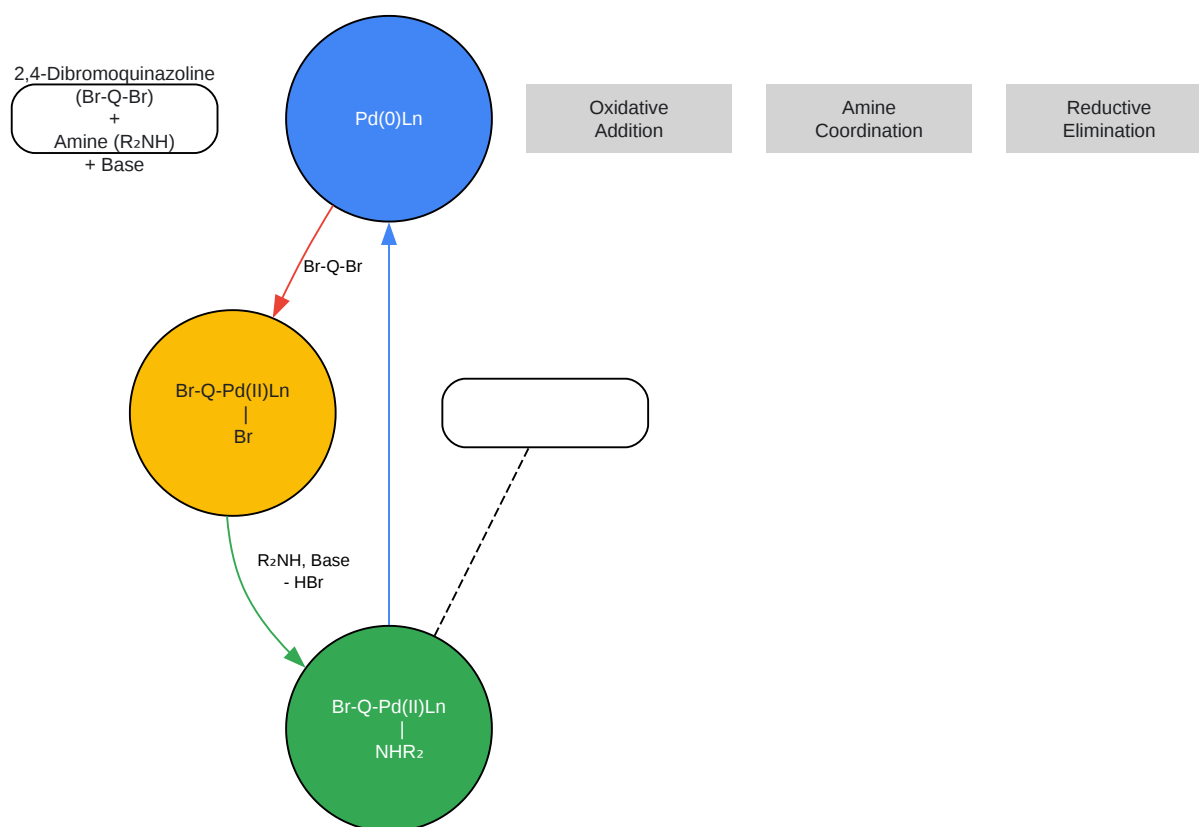 2,4-Dibromoquinazoline
(Br-Q-Br)
+
Amine (R₂NH)
+ Base
Pd(0)Ln
Oxidative
Addition
Amine
Coordination
Reductive
Elimination
Br-Q-Br
Br-Q-Pd(II)Ln
|
Br
R₂NH, Base
- HBr
Br-Q-Pd(II)Ln
|
NHR₂